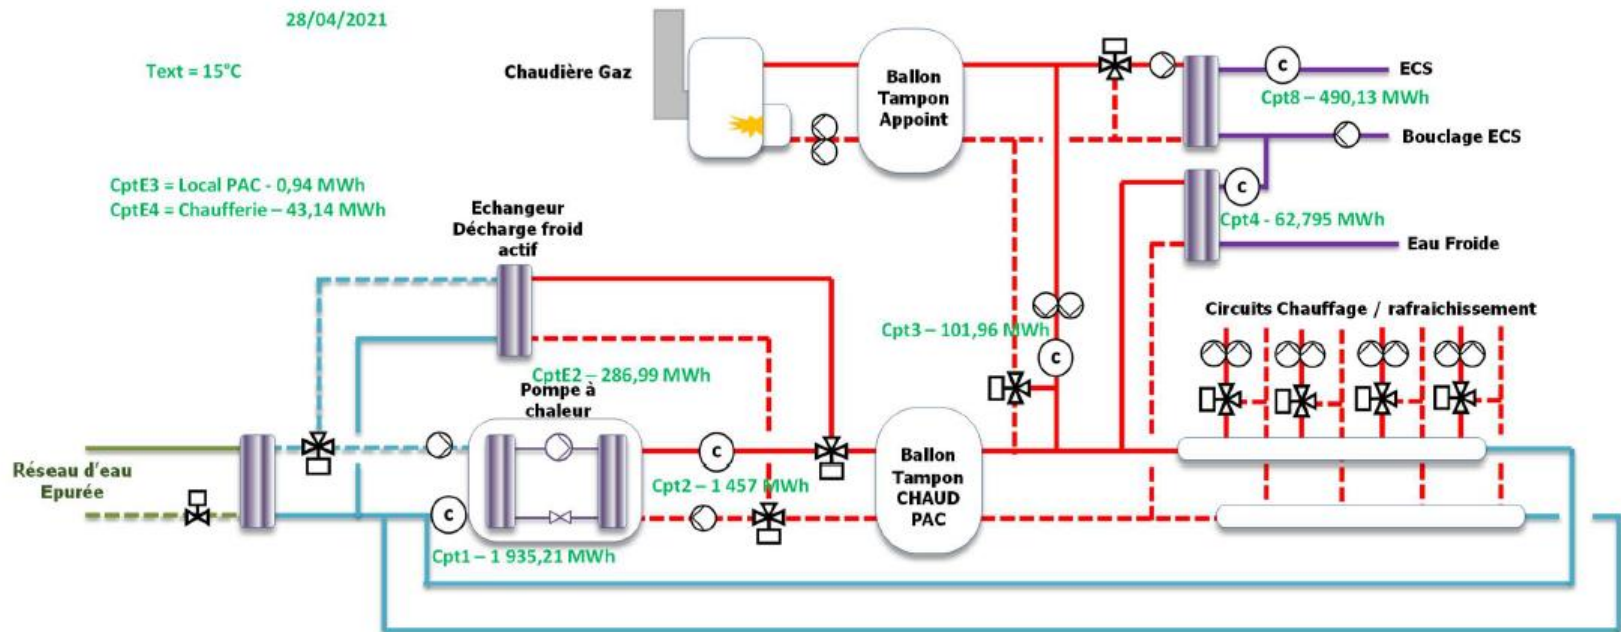 28/04/2021
Text = 15°C
Chaudière Gaz
Ballon
Tampon
Appoint
C
ECS
Cpt8 – 490,13 MWh
Bouclage ECS
CptE3 = Local PAC - 0,94 MWh
CptE4 = Chaufferie – 43,14 MWh
C
Cpt4 - 62,795 MWh
Eau Froide
Echangeur
Décharge froid
actif
Circuits Chauffage / rafraichissement
Cpt3 – 101,96 MWh
C
CptE2 – 286,99 MWh
Pompe à
chaleur
Réseau d'eau
Epurée
C
Cpt2 – 1 457 MWh
Ballon
Tampon
CHAUD
PAC
C
Cpt1 – 1 935,21 MWh